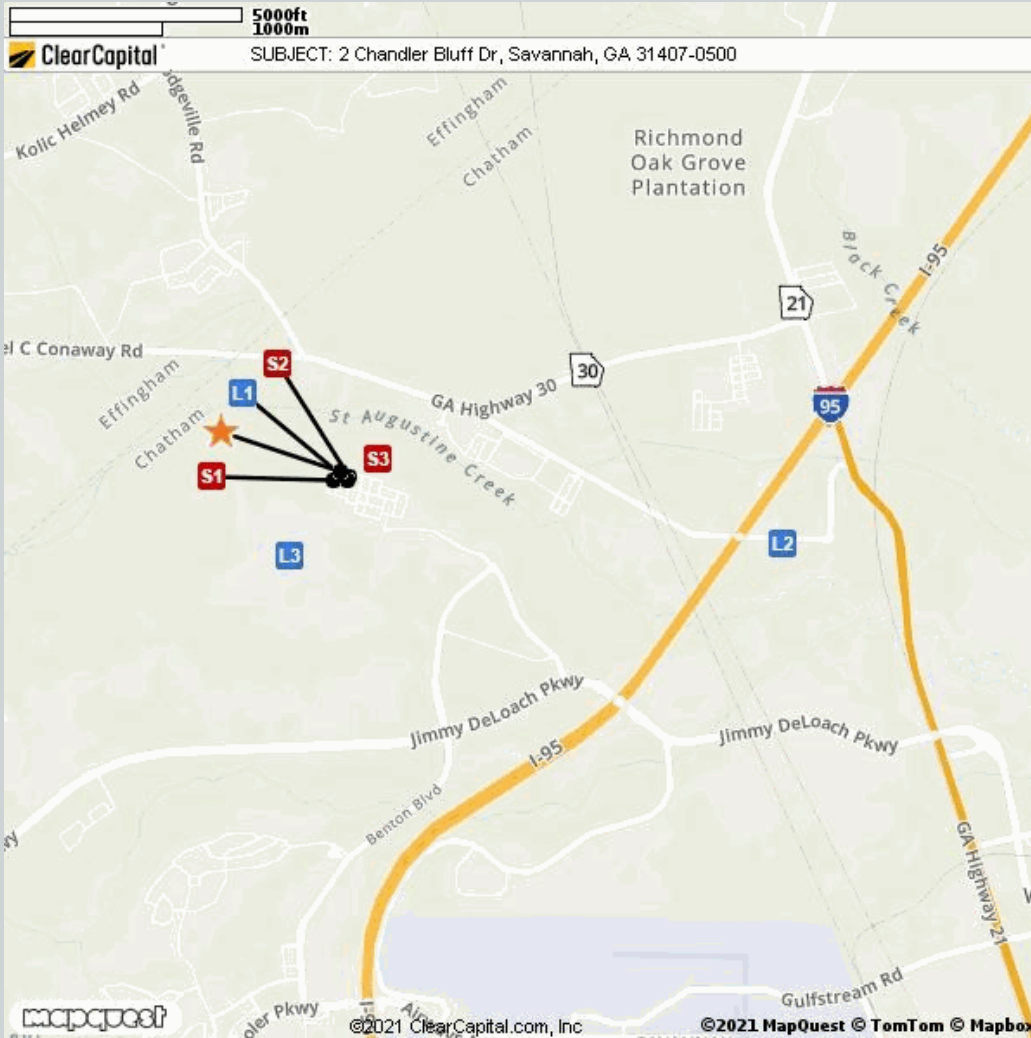 5000ft
1000m
ClearCapital
SUBJECT: 2 Chandler Bluff Dr, Savannah, GA 31407-0500
Kolic Helmey Rd
dgeville Rd
Effingham
Chatham
Richmond
Oak Grove
Plantation
Black Creek
I-95
21
el C Conaway Rd
S2
30
L1
Effingham
Chatham
GA Highway 30
95
St Augustine Creek
S3
S1
L2
L3
Jimmy DeLoach Pkwy
Jimmy DeLoach Pkwy
I-95
Benton Blvd
GA Highway 21
Gulfstream Rd
oler Pkwy
mapquest
©2021 ClearCapital.com, Inc
©2021 MapQuest © TomTom © Mapbox